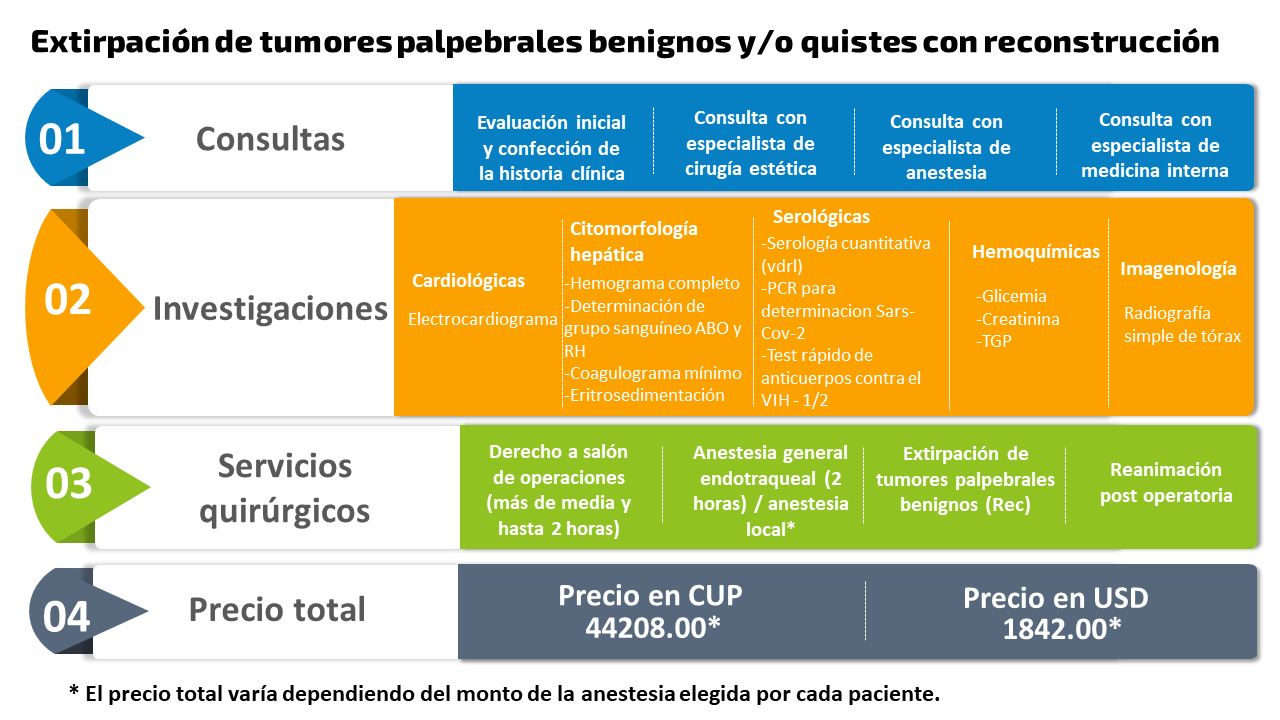 Extirpación de tumores palpebrales benignos y/o quistes con reconstrucción
01
Consultas
Evaluación inicial
y confección de
la historia clínica
Consulta con
especialista de
cirugía estética
Consulta con
especialista de
anestesia
Consulta con
especialista de
medicina interna
02
Investigaciones
Cardiológicas
Electrocardiograma
Citomorfología
hepática
-Hemograma completo
-Determinación de
grupo sanguíneo ABO y
RH
-Coagulograma mínimo
-Eritrosedimentación
Serológicas
-Serología cuantitativa
(vdrl)
-PCR para
determinacion Sars-
Cov-2
-Test rápido de
anticuerpos contra el
VIH - 1/2
Hemoquímicas
-Glicemia
-Creatinina
-TGP
Imagenología
Radiografía
simple de tórax
03
Servicios
quirúrgicos
Derecho a salón
de operaciones
(más de media y
hasta 2 horas)
Anestesia general
endotraqueal (2
horas) / anestesia
local*
Extirpación de
tumores palpebrales
benignos (Rec)
Reanimación
post operatoria
04
Precio total
Precio en CUP
44208.00*
Precio en USD
1842.00*
* El precio total varía dependiendo del monto de la anestesia elegida por cada paciente.